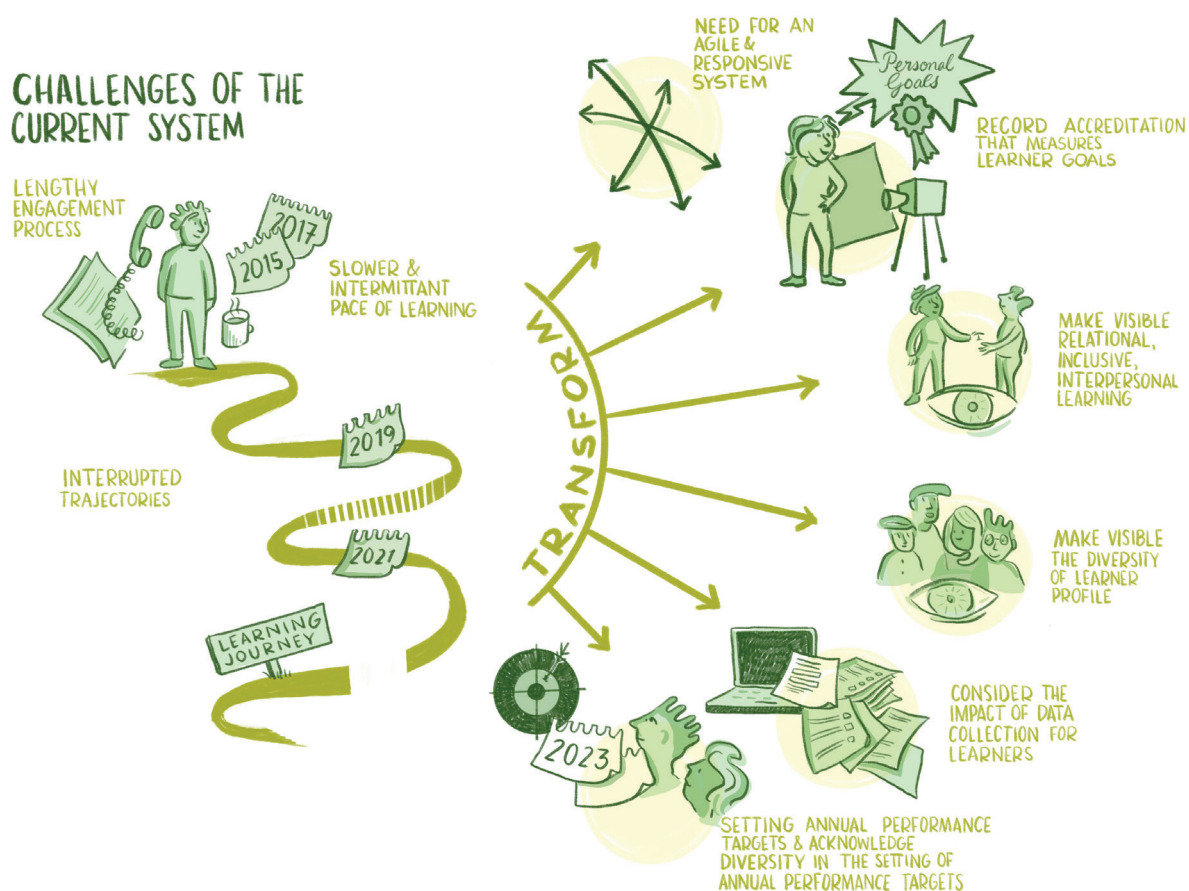 CHALLENGES OF THE
CURRENT SYSTEM
LENGTHY
ENGAGEMENT
PROCESS
2017
2015
SLOWER &
INTERMITTANT
PACE OF LEARNING
2019
INTERRUPTED
TRAJECTORIES
2021
LEARNING
JOURNEY
TRANSFORM
NEED FOR AN
AGILE &
RESPONSIVE
SYSTEM
Personal
Goals
RECORD ACCREDITATION
THAT MEASURES
LEARNER GOALS
MAKE VISIBLE
RELATIONAL,
INCLUSIVE,
INTERPERSONAL
LEARNING
MAKE VISIBLE
THE DIVERSITY
OF LEARNER
PROFILE
CONSIDER THE
IMPACT OF DATA
COLLECTION FOR
LEARNERS
2023
SETTING ANNUAL PERFORMANCE
TARGETS & ACKNOWLEDGE
DIVERSITY IN THE SETTING OF
ANNUAL PERFORMANCE TARGETS